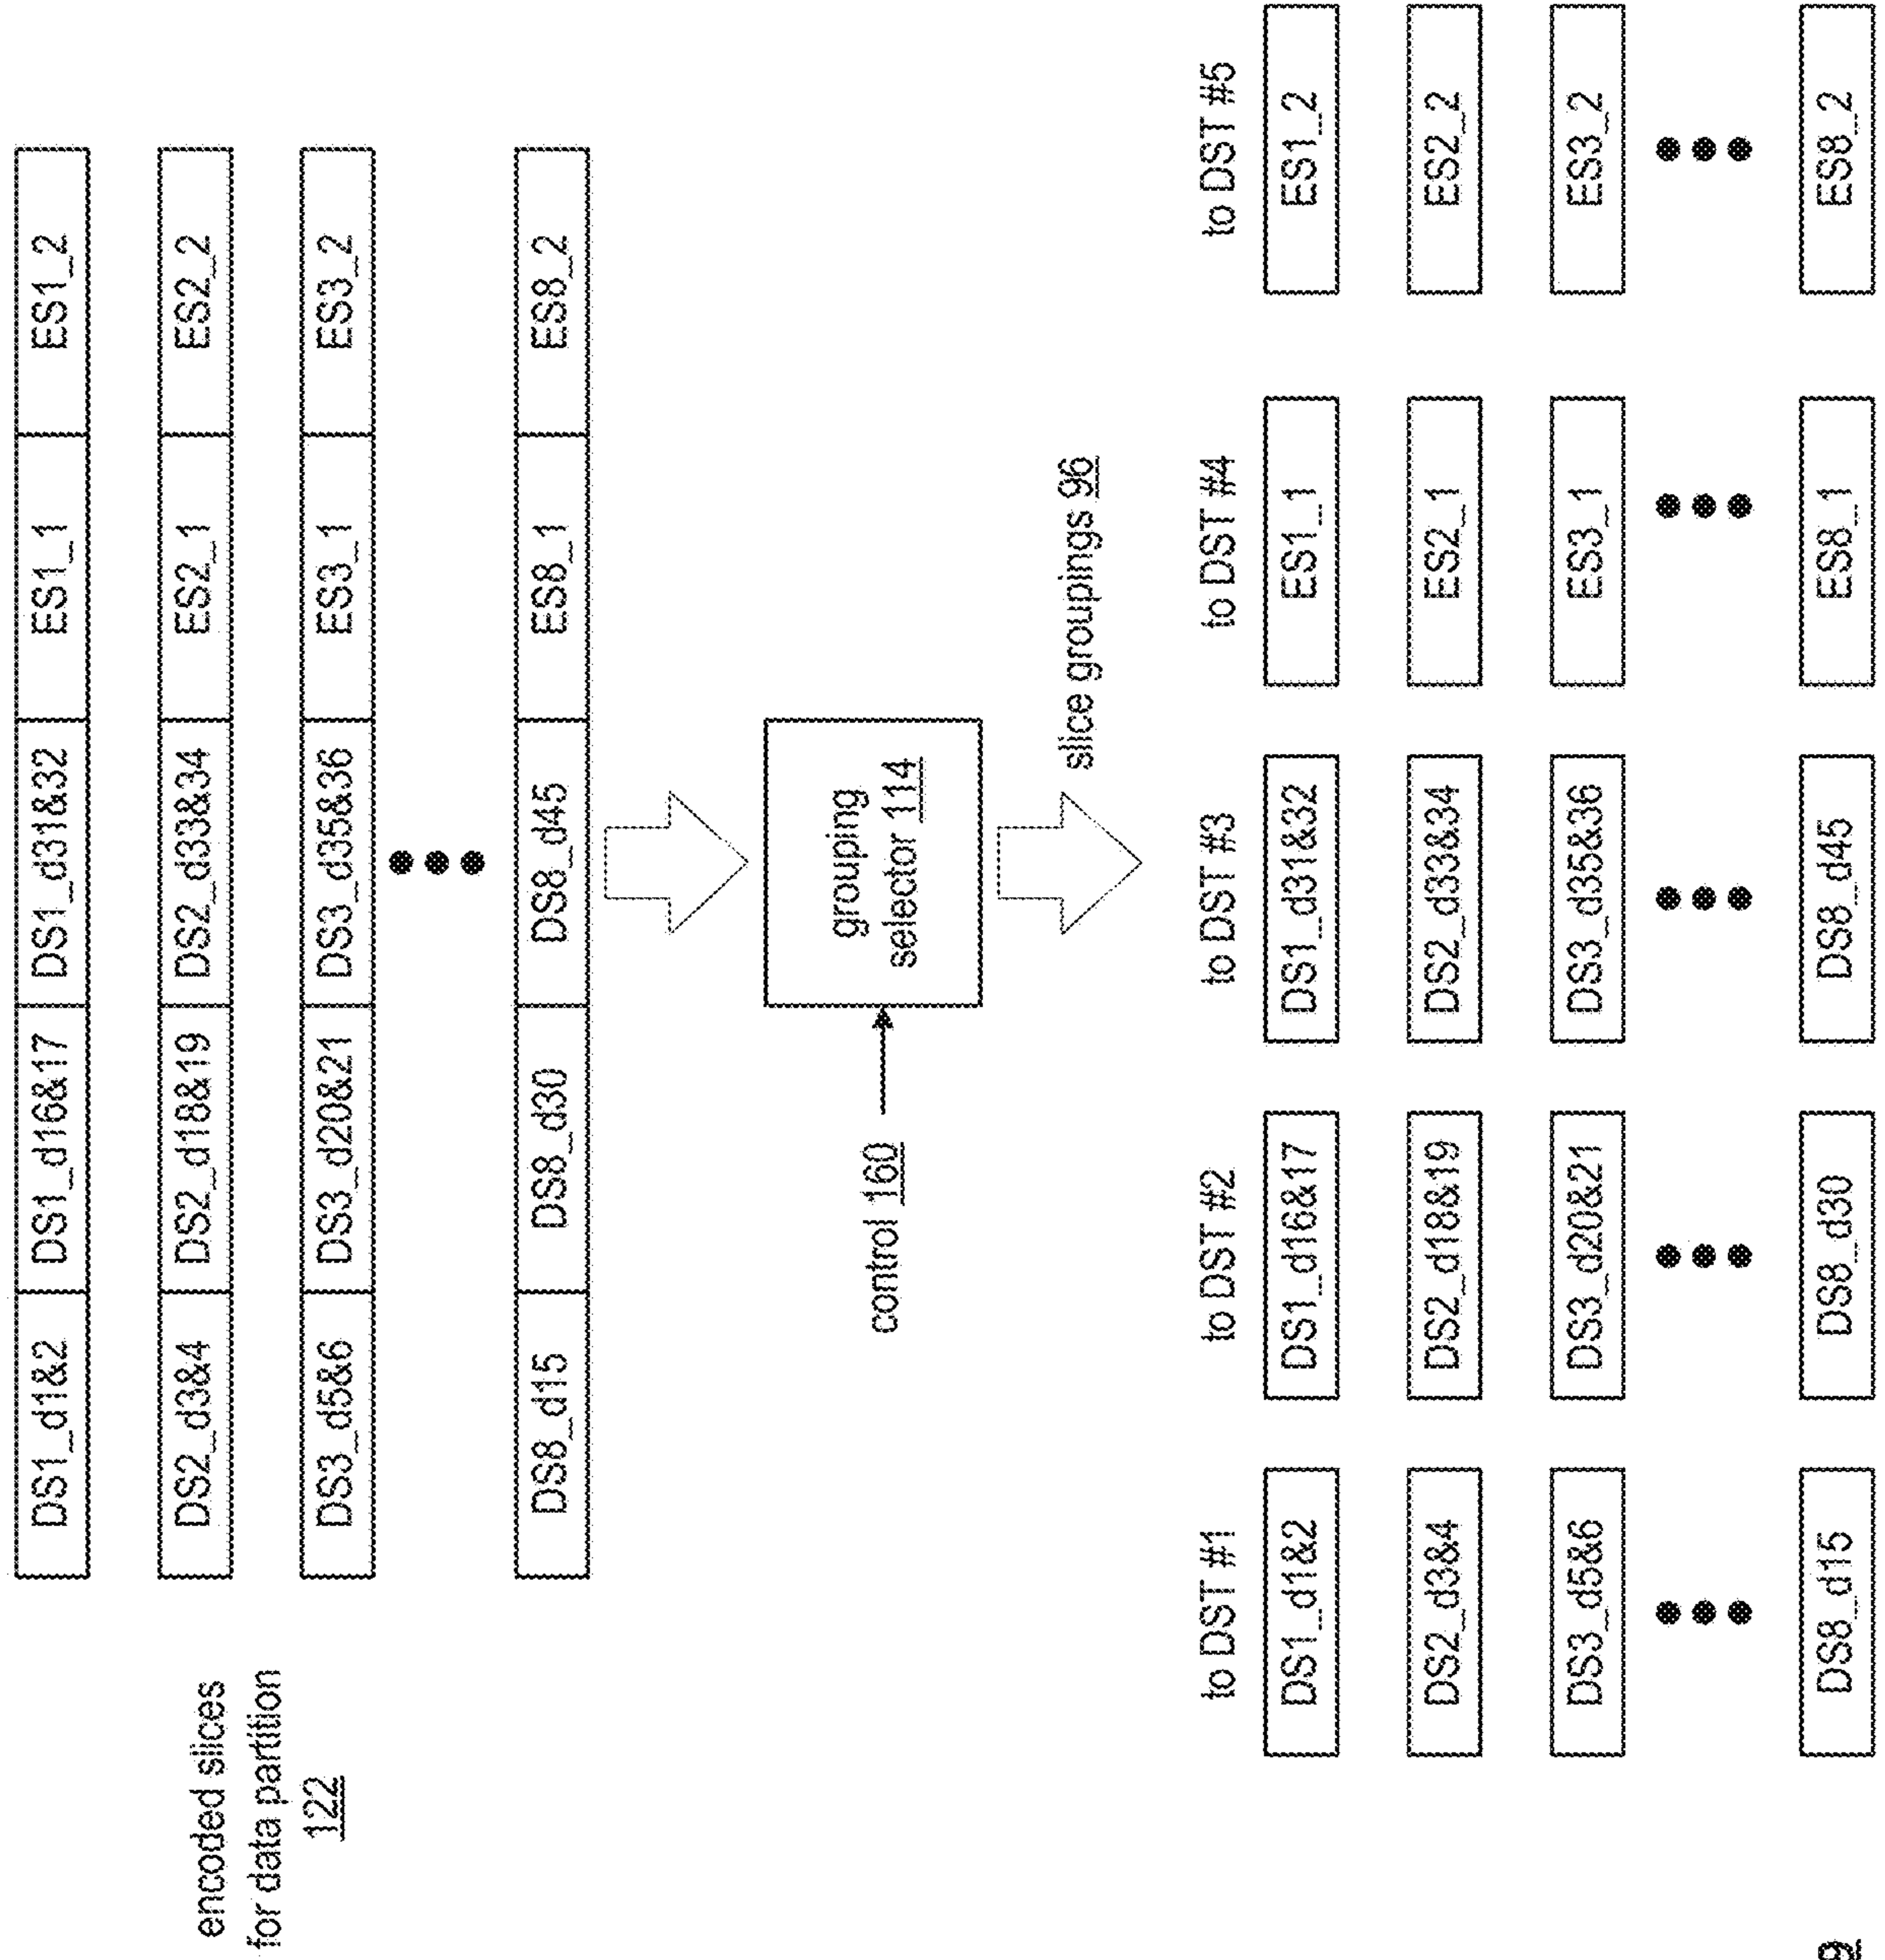 encoded slices
for data partition
122
DS1_d1&2 DS1_d16&17 DS1_d31&32 ES1_1 ES1_2
DS2_d3&4 DS2_d18&19 DS2_d33&34 ES2_1 ES2_2
DS3_d5&6 DS3_d20&21 DS3_d35&36 ES3_1 ES3_2
DS8_d15 DS8_d30 DS8_d45 ES8_1 ES8_2
control 160
grouping
selector 114
slice groupings 96
to DST #1 to DST #2 to DST #3 to DST #4 to DST #5
DS1_d1&2 DS1_d16&17 DS1_d31&32 ES1_1 ES1_2
DS2_d3&4 DS2_d18&19 DS2_d33&34 ES2_1 ES2_2
DS3_d5&6 DS3_d20&21 DS3_d35&36 ES3_1 ES3_2
DS8_d15 DS8_d30 DS8_d45 ES8_1 ES8_2